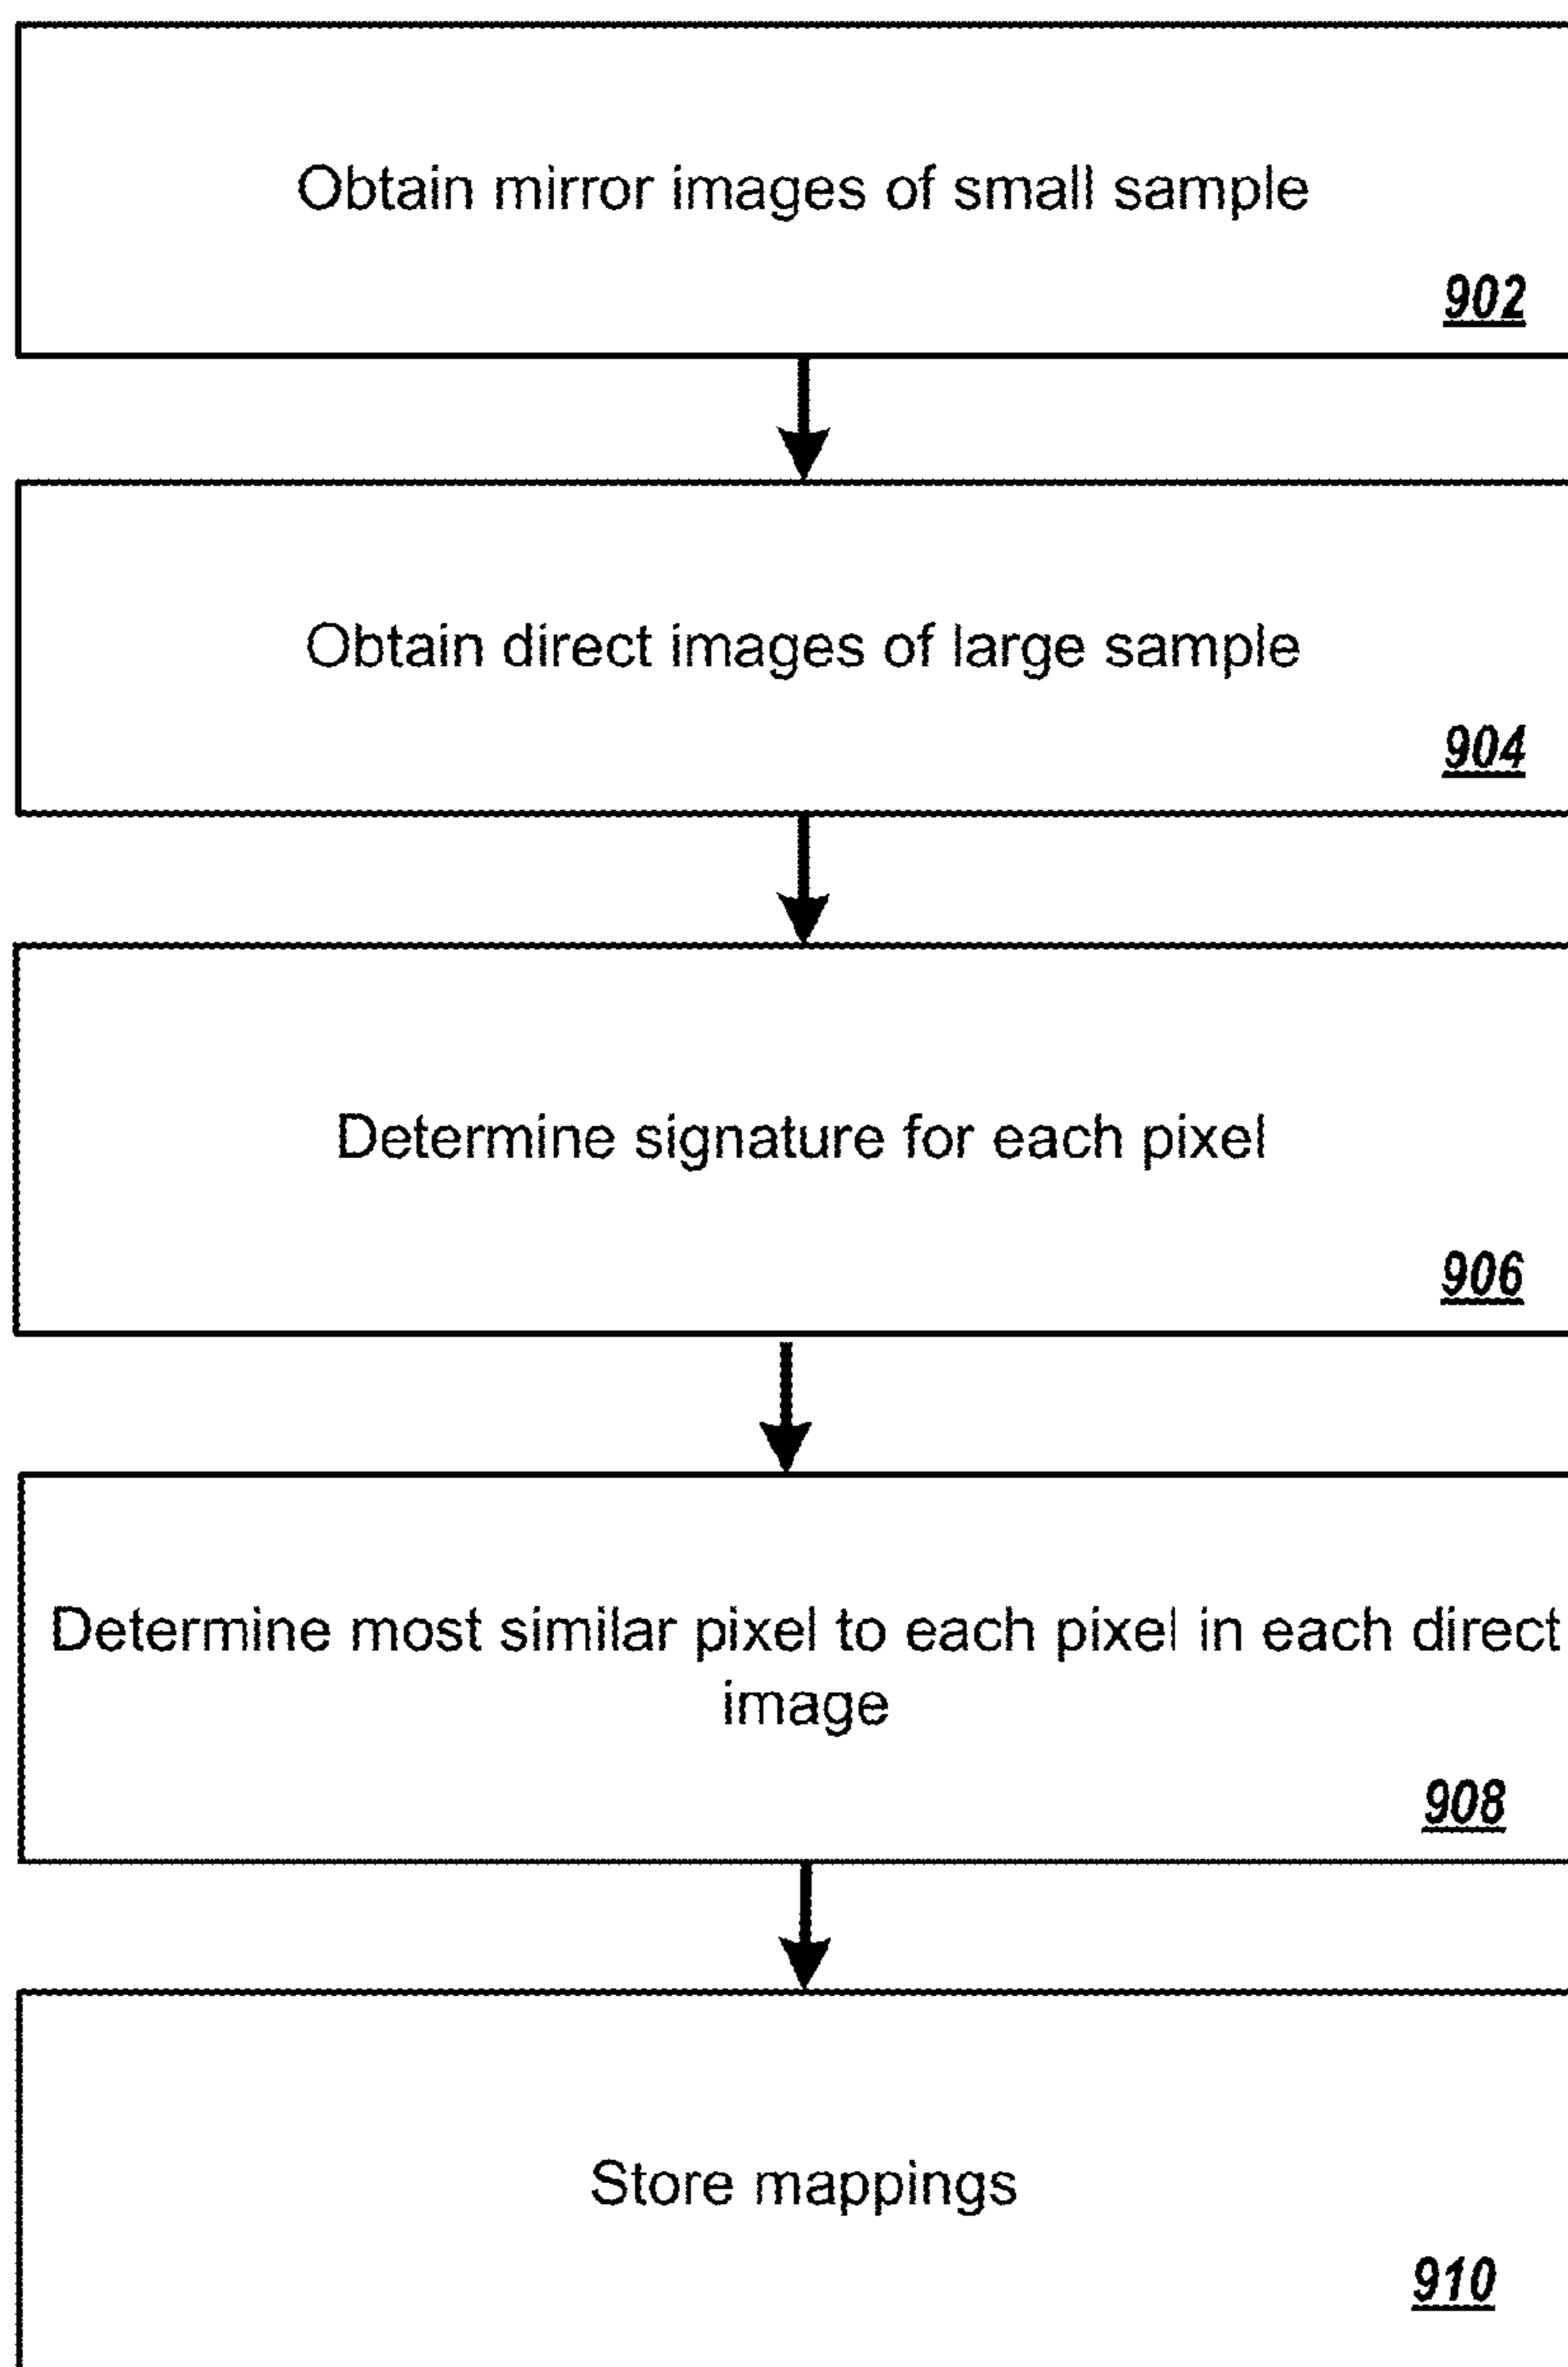 Obtain mirror images of small sample
902
Obtain direct images of large sample
904
Determine signature for each pixel
906
Determine most similar pixel to each pixel in each direct
image
908
Store mappings
910